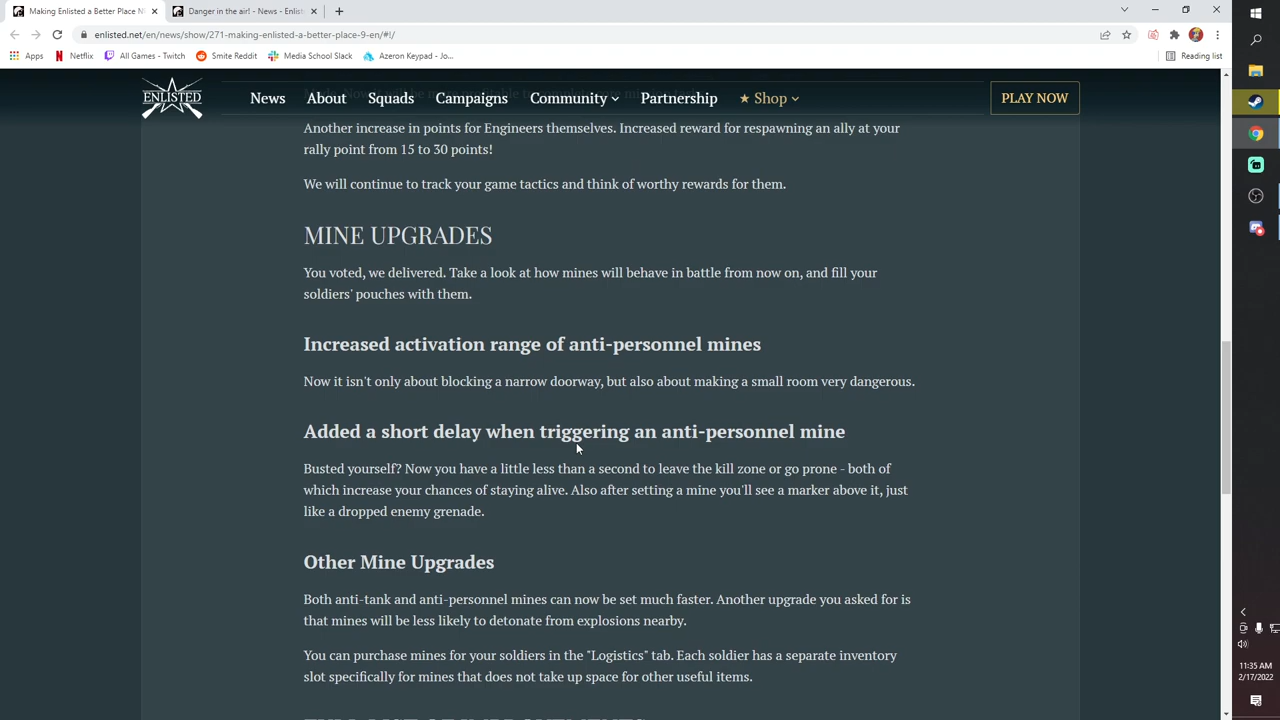 Making Enlisted a Better Place N
Danger in the air! - News - Enlist
enlisted.net/en/news/show/271-making-enlisted-a-better-place-9-en/#!/
Apps
Netflix
All Games - Twitch
Smite Reddit
Media School Slack
Azeron Keypad - Jo...
Reading list
ENLISTED
News
About
Squads
Campaigns
Community
Partnership
Shop
PLAY NOW
Another increase in points for Engineers themselves. Increased reward for respawning an ally at your
rally point from 15 to 30 points!
We will continue to track your game tactics and think of worthy rewards for them.
MINE UPGRADES
You voted, we delivered. Take a look at how mines will behave in battle from now on, and fill your
soldiers' pouches with them.
Increased activation range of anti-personnel mines
Now it isn't only about blocking a narrow doorway, but also about making a small room very dangerous.
Added a short delay when triggering an anti-personnel mine
Busted yourself? Now you have a little less than a second to leave the kill zone or go prone - both of
which increase your chances of staying alive. Also after setting a mine you'll see a marker above it, just
like a dropped enemy grenade.
Other Mine Upgrades
Both anti-tank and anti-personnel mines can now be set much faster. Another upgrade you asked for is
that mines will be less likely to detonate from explosions nearby.
You can purchase mines for your soldiers in the "Logistics" tab. Each soldier has a separate inventory
slot specifically for mines that does not take up space for other useful items.
FULL LIST OF IMPROVEMENTS
11:35 AM
2/17/2022